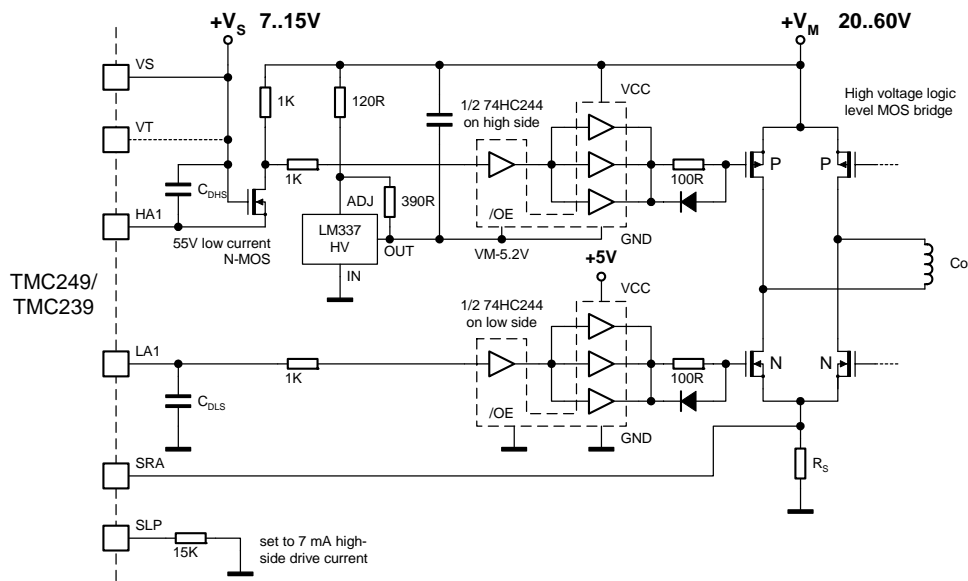 +VS 7..15V
+VM 20..60V
VS
VT
1K
120R
1/2 74HC244
on high side
VCC
High voltage logic
level MOS bridge
CDHS
1K
100R
P
P
HA1
55V low current
N-MOS
ADJ
390R
LM337
HV
OUT
IN
/OE
GND
VM-5.2V
+5V
TMC249/
TMC239
Co
1/2 74HC244
on low side
VCC
LA1
1K
100R
N
N
CDLS
/OE
GND
SRA
RS
SLP
15K
set to 7 mA high-
side drive current